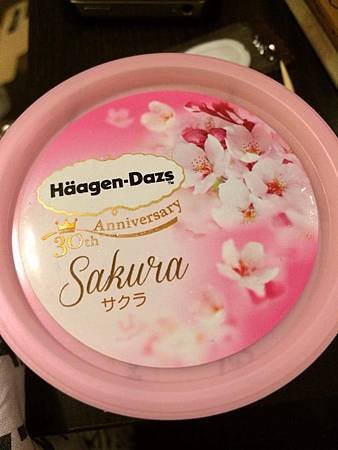 Häagen-Dazs
30th Anniversary
Sakura
サクラ